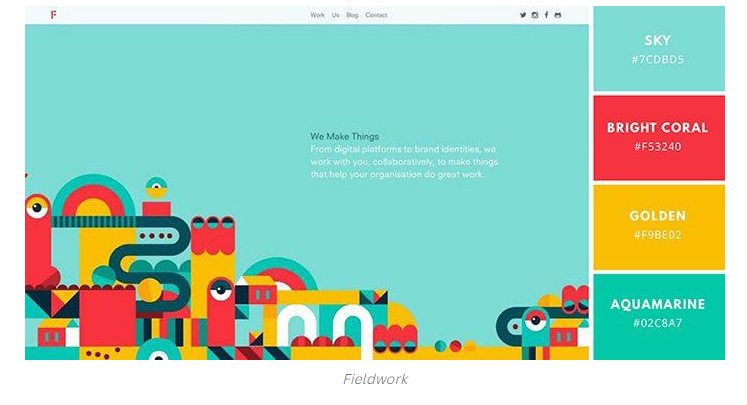 F
Work Us Blog Contact
We Make Things
From digital platforms to brand identities, we
work with you, collaboratively, to make things
that help your organisation do great work.
SKY
#7CDBD5
BRIGHT CORAL
#F53240
GOLDEN
#F9BE02
AQUAMARINE
#02C8A7
Fieldwork